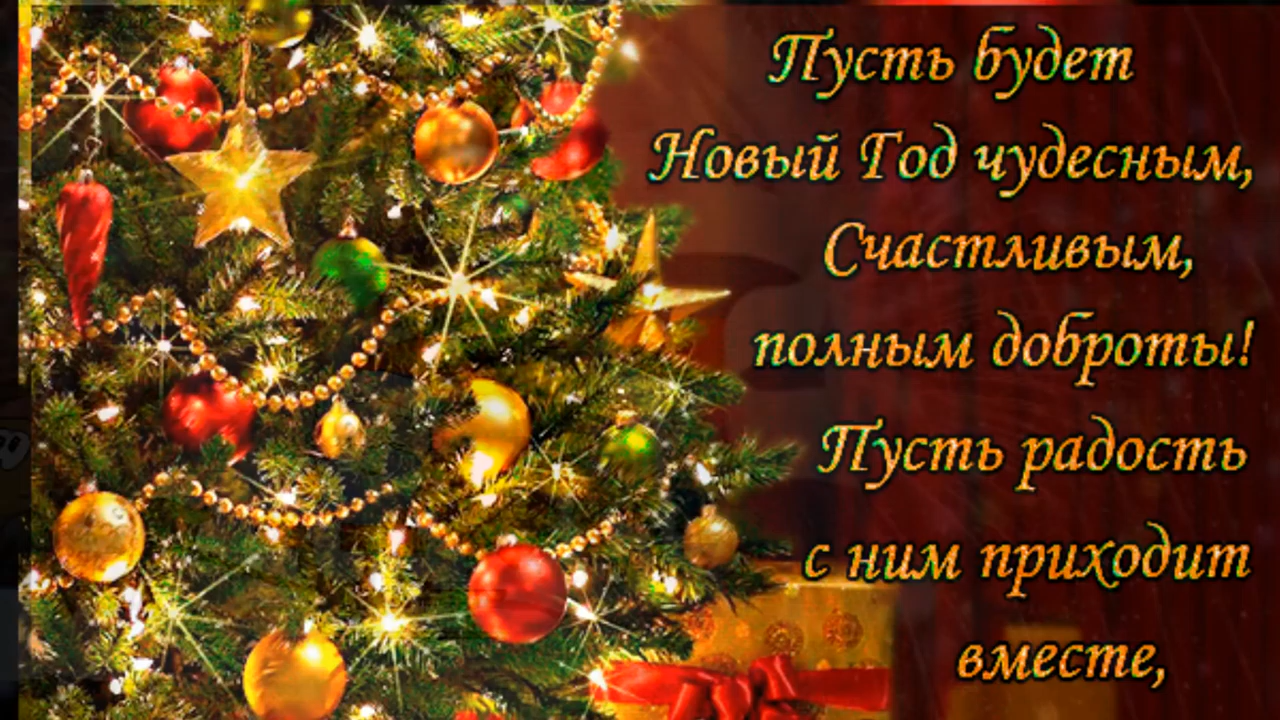 Пусть будет
Новый Год чудесным,
Счастливым,
полным доброты!
Пусть радость
с ним приходит
вместе,